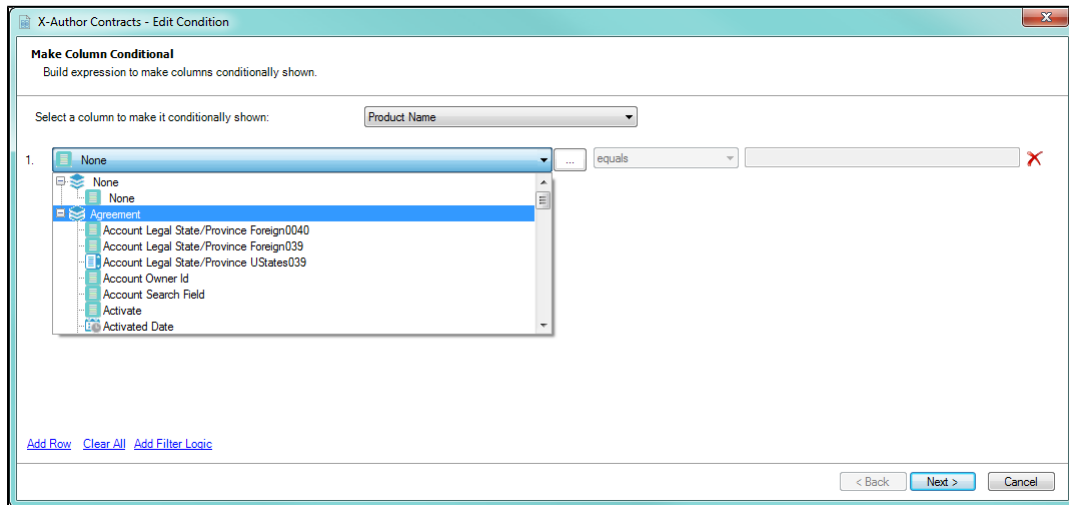 X-Author Contracts - Edit Condition
Make Column Conditional
Build expression to make columns conditionally shown.
Select a column to make it conditionally shown: Product Name
1. None ... equals
None
None
Agreement
Account Legal State/Province Foreign0040
Account Legal State/Province Foreign039
Account Legal State/Province UStates039
Account Owner Id
Account Search Field
Activate
Activated Date
Add Row Clear All Add Filter Logic
< Back Next > Cancel